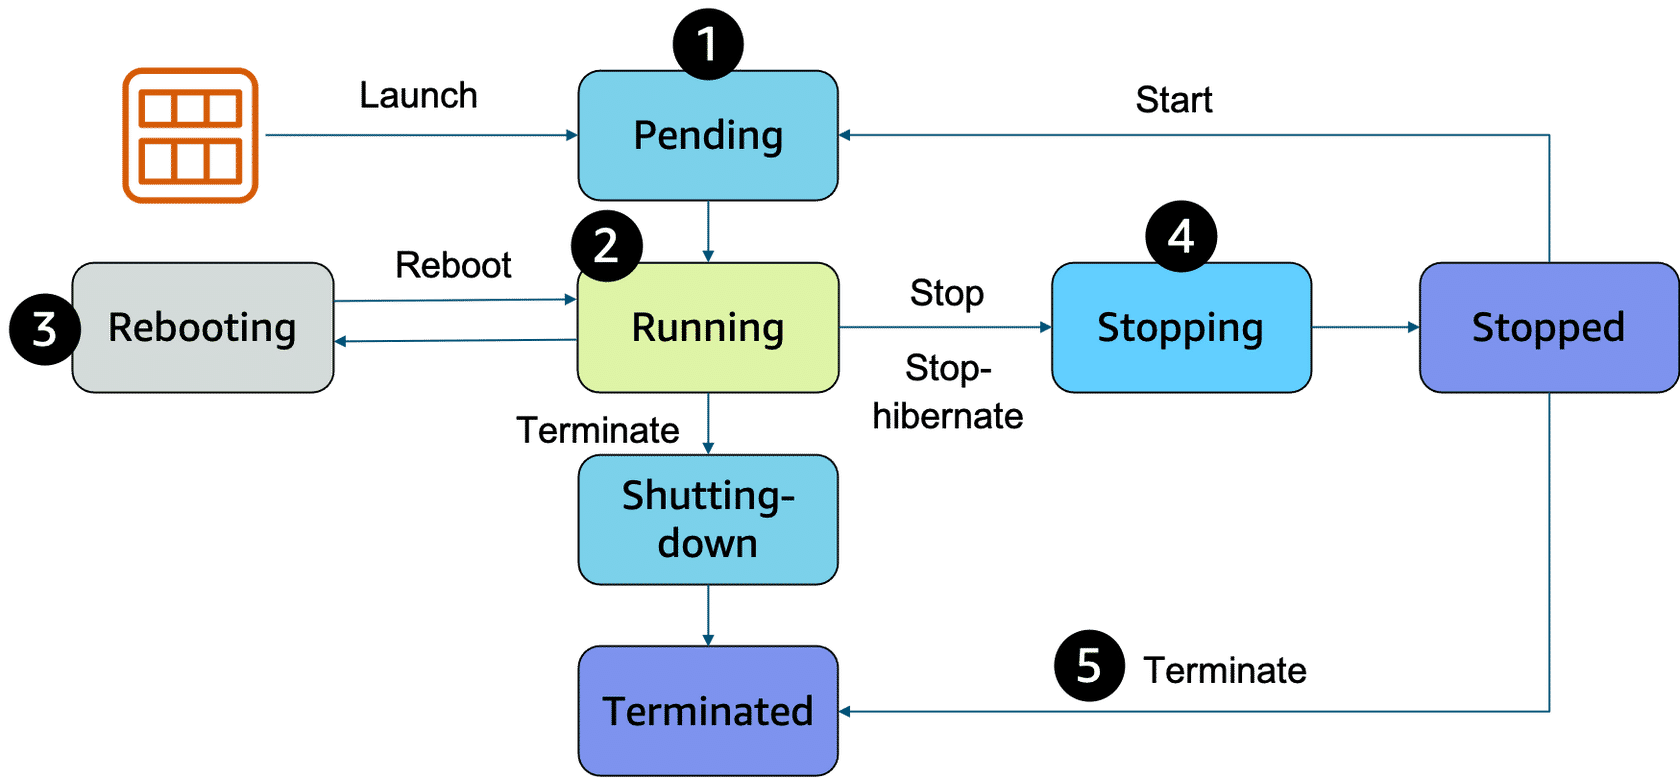 1
Launch
Pending
Start
2
4
Reboot
3
Rebooting
Running
Stop
Stopping
Stopped
Stop-
hibernate
Terminate
Shutting-
down
5
Terminate
Terminated